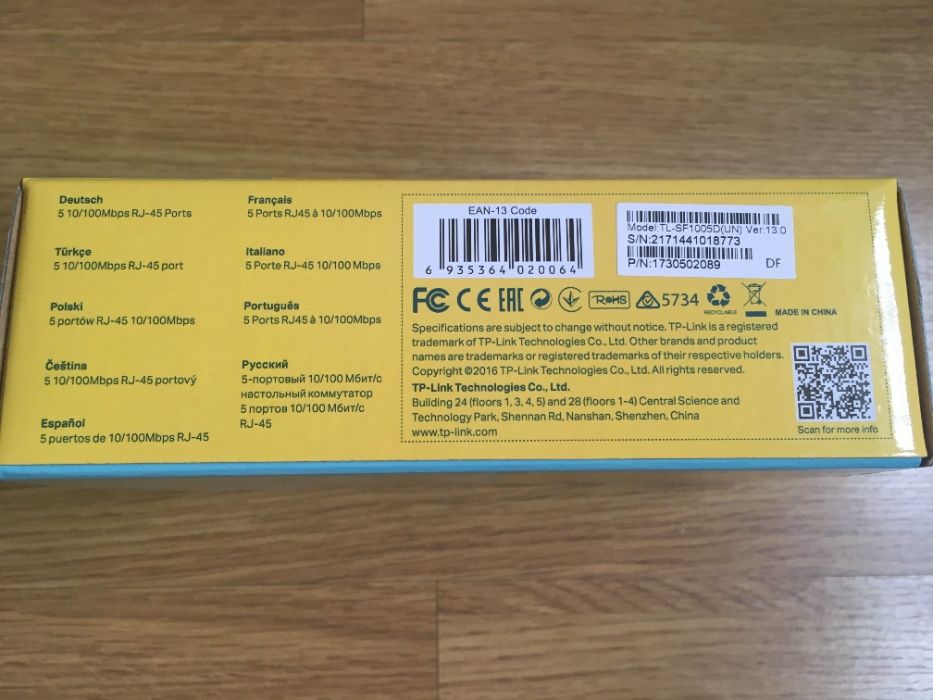 Deutsch
5 10/100Mbps RJ-45 Ports
Türkçe
5 10/100Mbps RJ-45 port
Polski
5 portów RJ-45 10/100Mbps
Čeština
5 10/100Mbps RJ-45 portový
Español
5 puertos de 10/100Mbps RJ-45
Français
5 Ports RJ45 à 10/100Mbps
Italiano
5 Porte RJ-45 10/100 Mbps
Português
5 Ports RJ45 à 10/100Mbps
Русский
5-портовый 10/100 Мбит/с
настольный коммутатор
5 портов 10/100 Мбит/с
RJ-45
EAN-13 Code
6 935364 020064
Model:TL-SF1005D(UN) Ver:13.0
S/N:2171441018773
P/N:1730502089 DF
FC CE EAC RoHS 5734 RECYCLABLE MADE IN CHINA
Specifications are subject to change without notice. TP-Link is a registered
trademark of TP-Link Technologies Co., Ltd. Other brands and product
names are trademarks or registered trademarks of their respective holders.
Copyright ©2016 TP-Link Technologies Co., Ltd. All rights reserved.
TP-Link Technologies Co., Ltd.
Building 24 (floors 1, 3, 4, 5) and 28 (floors 1-4) Central Science and
Technology Park, Shennan Rd, Nanshan, Shenzhen, China
www.tp-link.com
Scan for more info